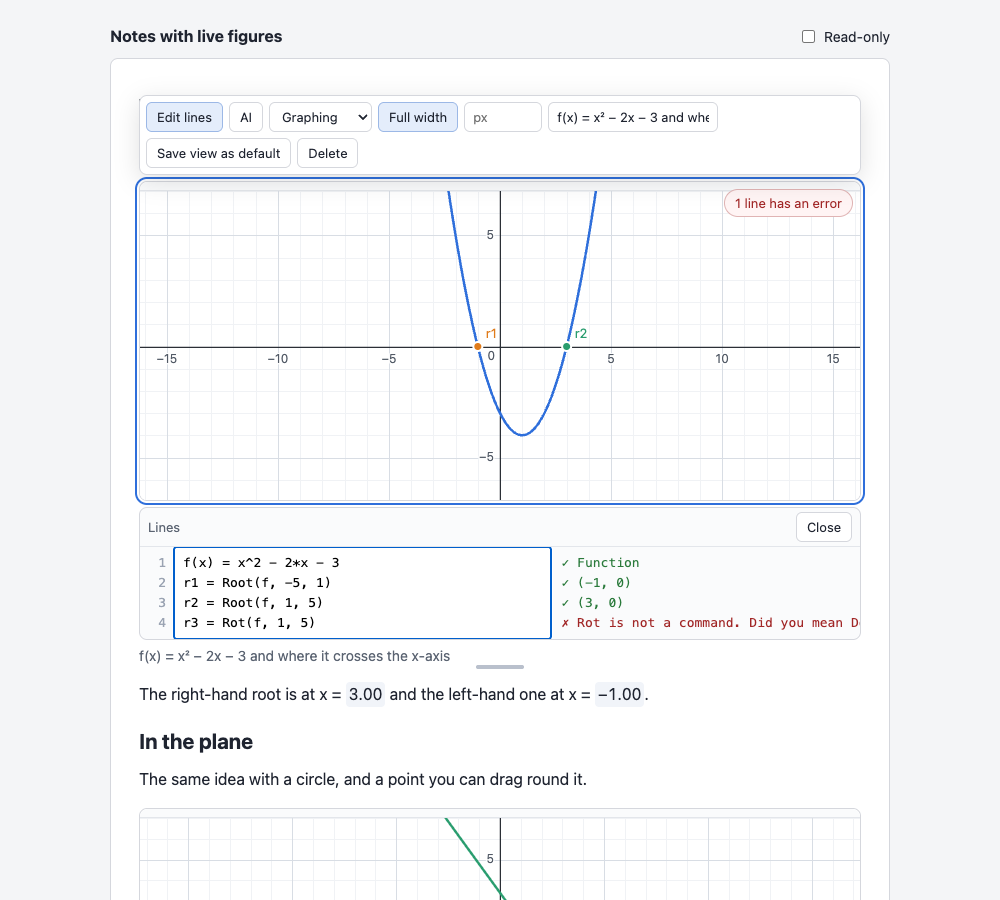 Notes with live figures
Read-only
Edit lines AI Graphing Full width px f(x) = x² − 2x − 3 and whe
Save view as default Delete
1 line has an error
5
r1 r2
−15 −10 −5 0 5 10 15
−5
Lines Close
1 f(x) = x^2 − 2*x − 3 ✓ Function
2 r1 = Root(f, −5, 1) ✓ (−1, 0)
3 r2 = Root(f, 1, 5) ✓ (3, 0)
4 r3 = Rot(f, 1, 5) ✗ Rot is not a command. Did you mean
f(x) = x² − 2x − 3 and where it crosses the x-axis
The right-hand root is at x = 3.00 and the left-hand one at x = −1.00.
In the plane
The same idea with a circle, and a point you can drag round it.
5